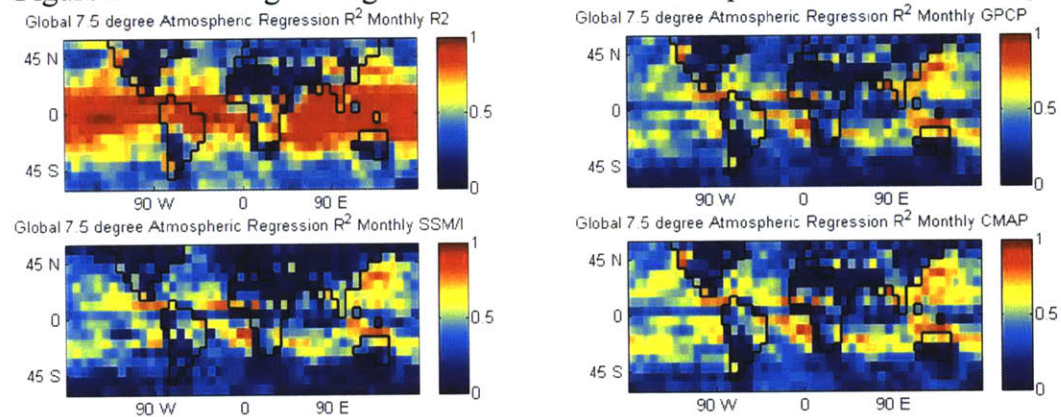 Global 7.5 degree Atmospheric Regression R² Monthly R2
45 N
0
45 S
90 W 0 90 E
1
0.5
0
Global 7.5 degree Atmospheric Regression R² Monthly GPCP
45 N
0
45 S
90 W 0 90 E
1
0.5
0
Global 7.5 degree Atmospheric Regression R² Monthly SSM/I
45 N
0
45 S
90 W 0 90 E
1
0.5
0
Global 7.5 degree Atmospheric Regression R² Monthly CMAP
45 N
0
45 S
90 W 0 90 E
1
0.5
0